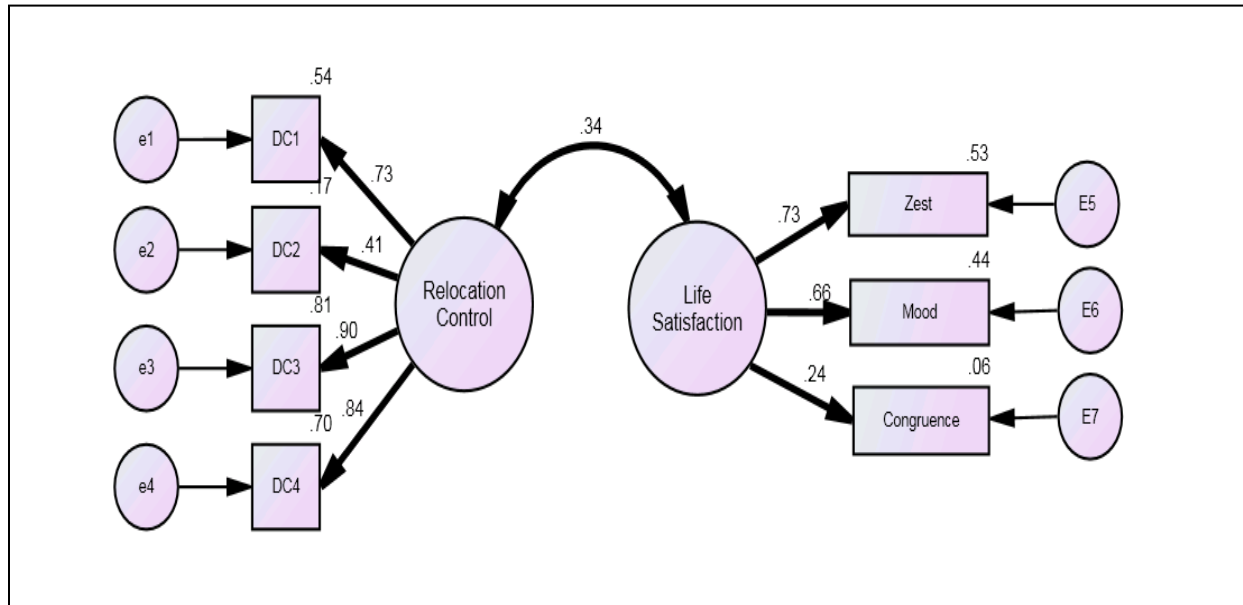 .54
e1
DC1
.73
.17
e2
DC2
.41
.81
e3
DC3
.90
.70
.84
e4
DC4
Relocation
Control
.34
Life
Satisfaction
.73
.53
Zest
E5
.66
.44
Mood
E6
.24
.06
Congruence
E7